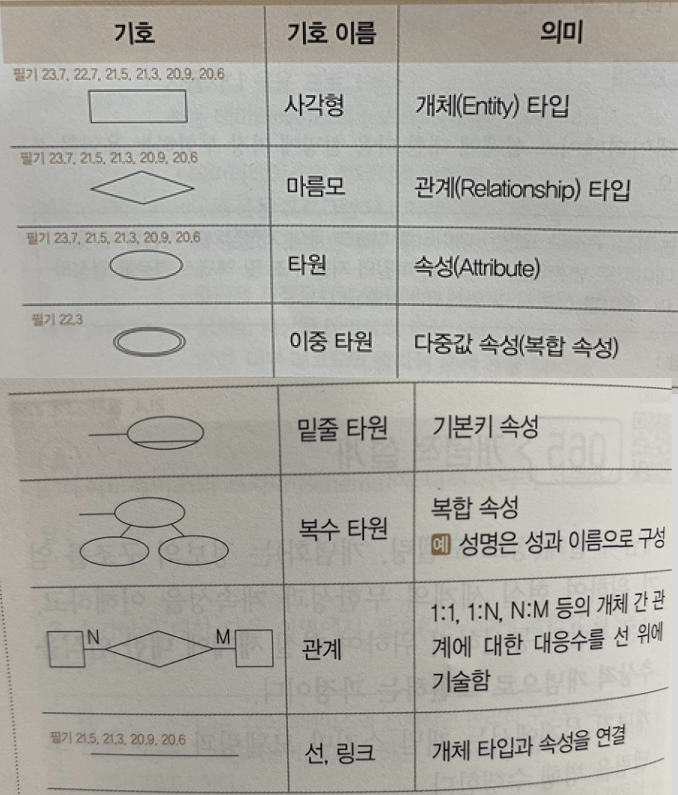 기호 기호 이름 의미
필기 23.7, 22.7, 21.5, 21.3, 20.9, 20.6
사각형 개체(Entity) 타입
필기 23.7, 21.5, 21.3, 20.9, 20.6
마름모 관계(Relationship) 타입
필기 23.7, 21.5, 21.3, 20.9, 20.6
타원 속성(Attribute)
필기 22.3
이중 타원 다중값 속성(복합 속성)
밑줄 타원 기본키 속성
복수 타원 복합 속성
예 성명은 성과 이름으로 구성
N M
관계
1:1, 1:N, N:M 등의 개체 간 관
계에 대한 대응수를 선 위에
기술함
필기 21.5, 21.3, 20.9, 20.6
선, 링크 개체 타입과 속성을 연결